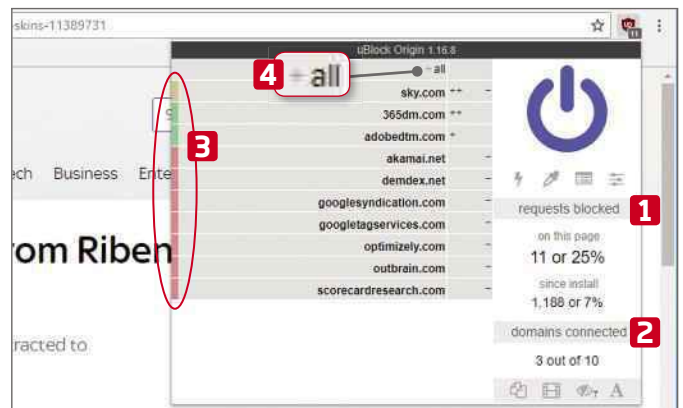 skins-11389731
11
uBlock Origin 1.16.8
4 + all
+ all
sky.com ++ -
365dm.com ++
adobedtm.com +
3
akamai.net -
demdex.net -
googlesyndication.com -
googletagservices.com -
optimizely.com -
outbrain.com -
scorecardresearch.com -
requests blocked 1
on this page
11 or 25%
since install
1,188 or 7%
domains connected 2
3 out of 10
A
S
ech Business Ente
om Riben
racted to